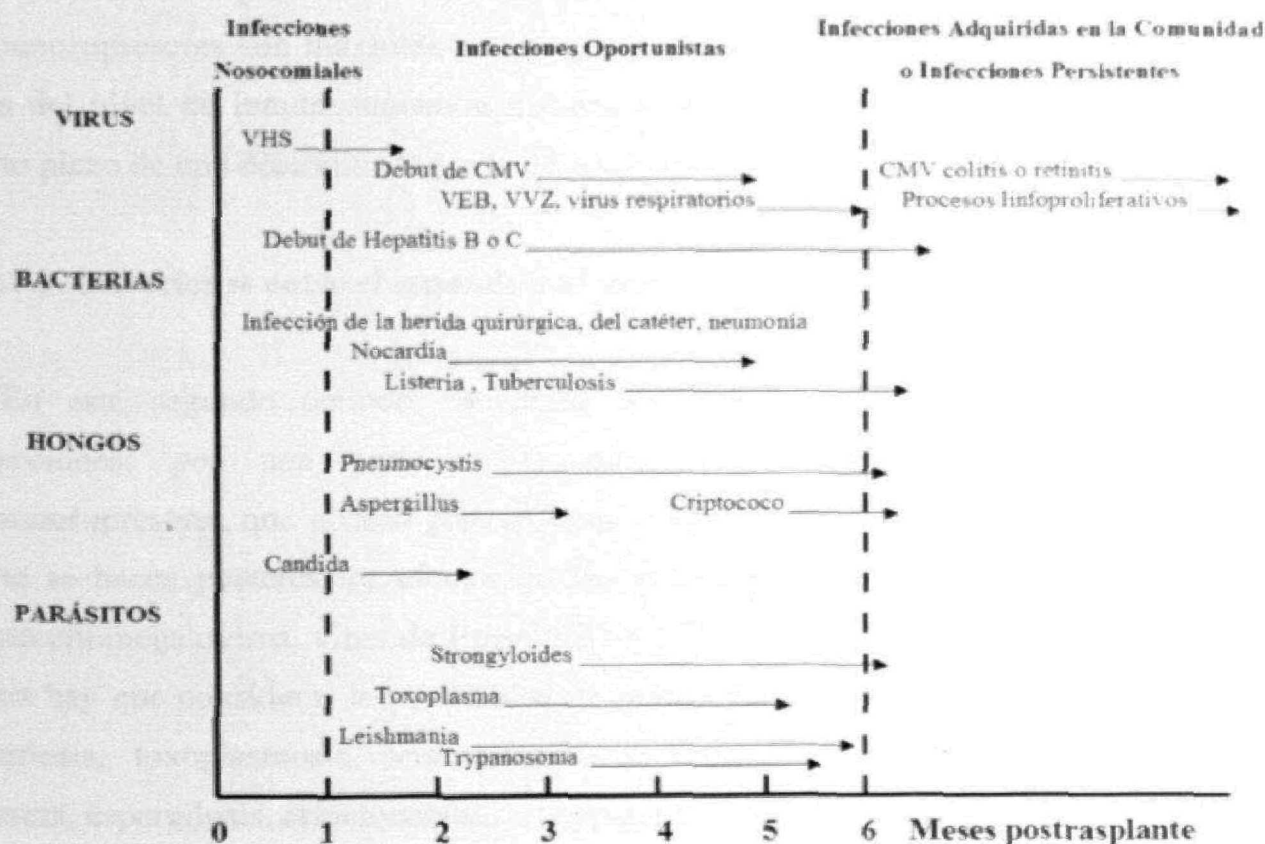 Infecciones
Nosocomiales
Infecciones Oportunistas
Infecciones Adquiridas en la Comunidad
o Infecciones Persistentes
VIRUS
VHS
Debut de CMV
CMV colitis o retinitis
VEB, VVZ, virus respiratorios
Procesos linfoproliferativos
Debut de Hepatitis B o C
BACTERIAS
Infección de la herida quirúrgica, del catéter, neumonía
Nocardía
Listeria , Tuberculosis
HONGOS
Pneumocystis
Aspergillus
Criptococo
Candida
PARÁSITOS
Strongyloides
Toxoplasma
Leishmania
Trypanosoma
0 1 2 3 4 5 6 Meses postrasplante